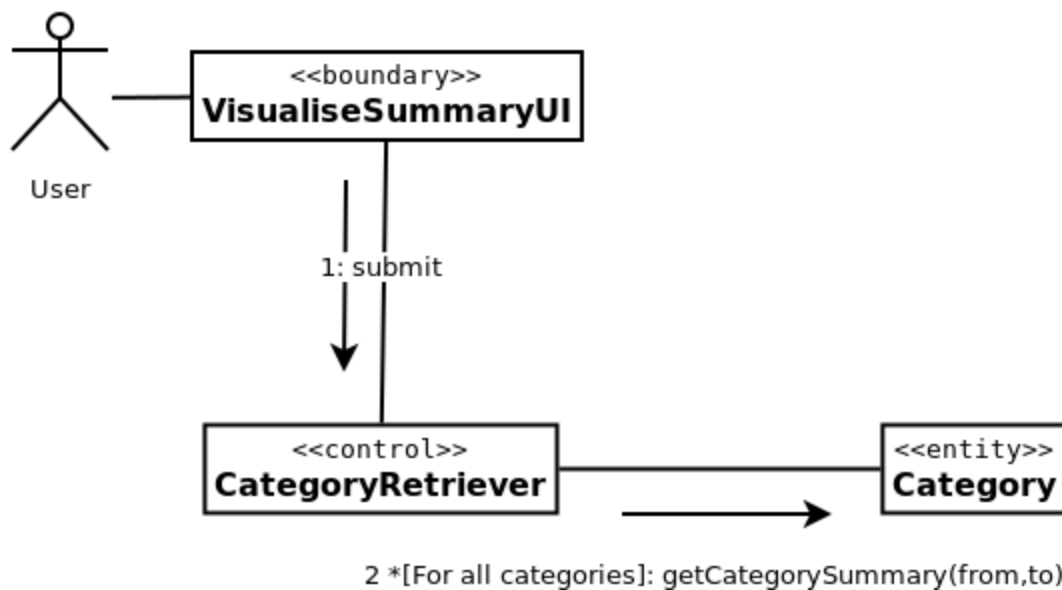 <<boundary>>
VisualiseSummaryUI
User
1: submit
<<control>>
CategoryRetriever
<<entity>>
Category
2 *[For all categories]: getCategorySummary(from,to)